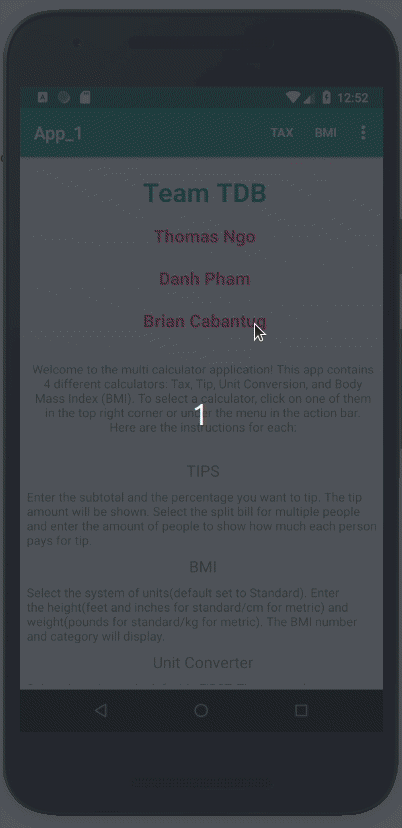 12:52
App_1 TAX BMI
Team TDB
Thomas Ngo
Danh Pham
Brian Cabantug
Welcome to the multi calculator application! This app contains
4 different calculators: Tax, Tip, Unit Conversion, and Body
Mass Index (BMI). To select a calculator, click on one of them
in the top right corner or under the menu in the action bar.
Here are the instructions for each:
1
TIPS
Enter the subtotal and the percentage you want to tip. The tip
amount will be shown. Select the split bill for multiple people
and enter the amount of people to show how much each person
pays for tip
BMI
Select the system of units(default set to Standard). Enter
the height(feet and inches for standard/cm for metric) and
weight(pounds for standard/kg for metric). The BMI number
and category will display.
Unit Converter